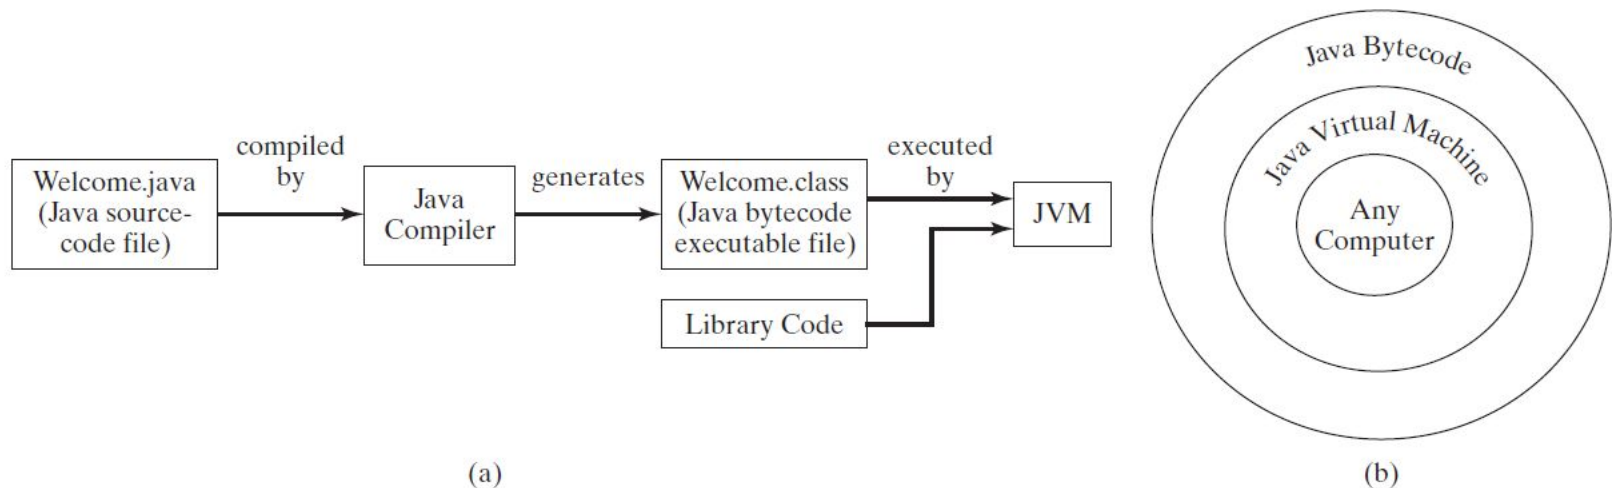 Welcome.java
(Java source-
code file)
compiled
by
Java
Compiler
generates
Welcome.class
(Java bytecode
executable file)
executed
by
JVM
Library Code
(a)
Java Bytecode
Java Virtual Machine
Any
Computer
(b)